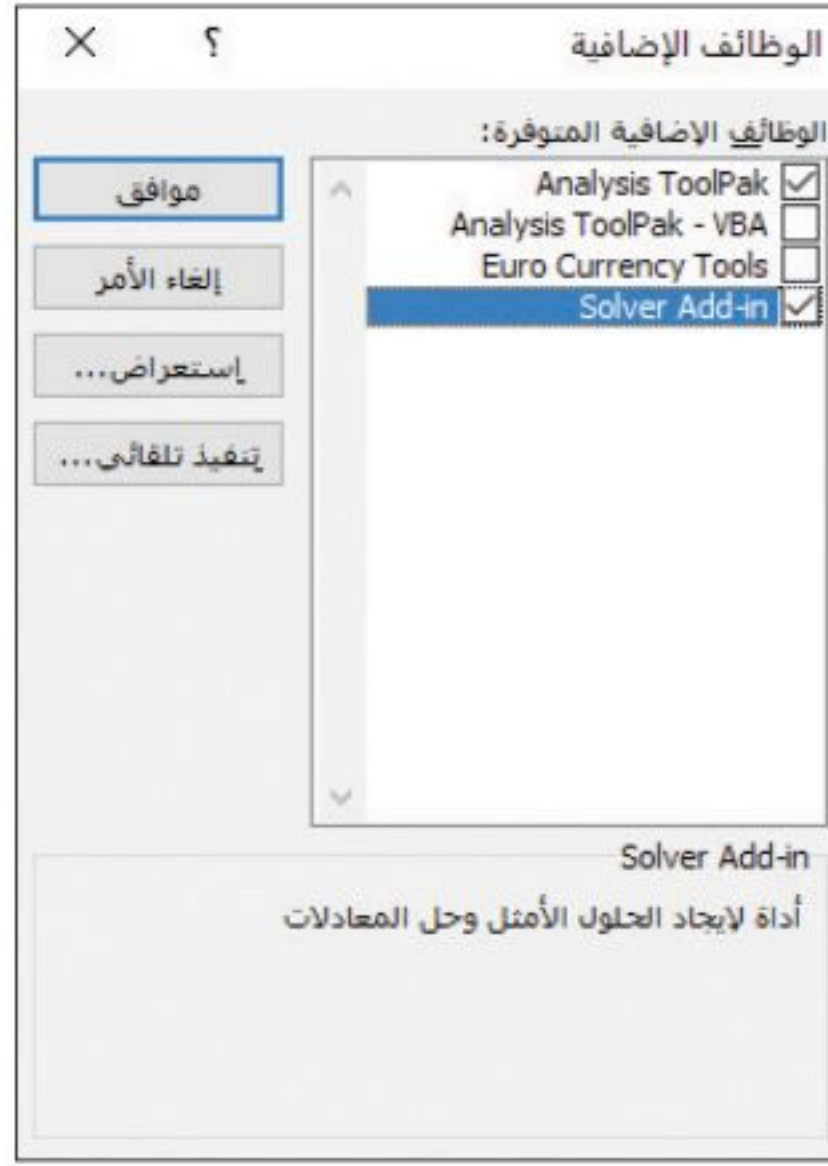 الوظائف الإضافية
؟
الوظائف الإضافية المتوفرة:
Analysis ToolPak
Analysis ToolPak - VBA
Euro Currency Tools
Solver Add-in
موافق
إلغاء الأمر
إستعراض...
تنفيذ تلقائي...
Solver Add-in
أداة لإيجاد الحلول الأمثل وحل المعادلات